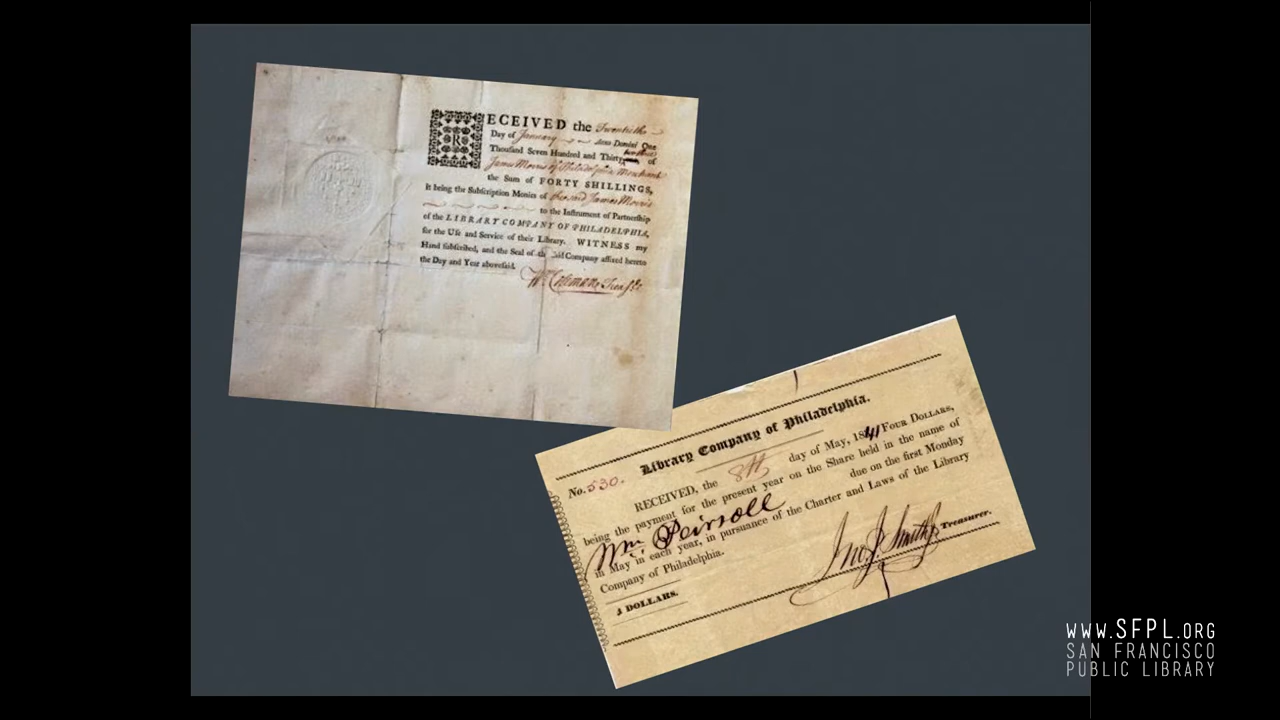 RECEIVED the Twentieth
Day of January Anno Domini One
Thousand Seven Hundred and Thirty of
James Morris of Philadelphia Merchant
the Sum of FORTY SHILLINGS,
It being the Subscription Monies of the said James Morris
to the Instrument of Partnership
of the LIBRARY COMPANY OF PHILADELPHIA,
for the Use and Service of their Library. WITNESS my
Hand subscribed, and the Seal of the said Company affixed hereto
the Day and Year abovesaid.
Wm Coleman Treasr
Library Company of Philadelphia.
No. 530.
RECEIVED, the 8th day of May, 1841 FOUR DOLLARS,
being the payment for the present year on the Share held in the name of
Wm Peirsoll due on the first Monday
in May in each year, in pursuance of the Charter and Laws of the Library
Company of Philadelphia.
Jno. J. Smith Treasurer.
4 DOLLARS.
WWW.SFPL.ORG
SAN FRANCISCO
PUBLIC LIBRARY